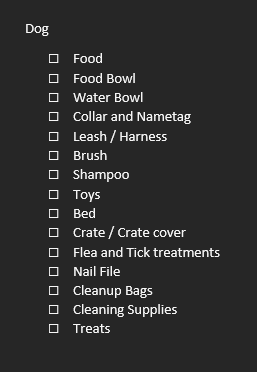 Dog
☐ Food
☐ Food Bowl
☐ Water Bowl
☐ Collar and Nametag
☐ Leash / Harness
☐ Brush
☐ Shampoo
☐ Toys
☐ Bed
☐ Crate / Crate cover
☐ Flea and Tick treatments
☐ Nail File
☐ Cleanup Bags
☐ Cleaning Supplies
☐ Treats